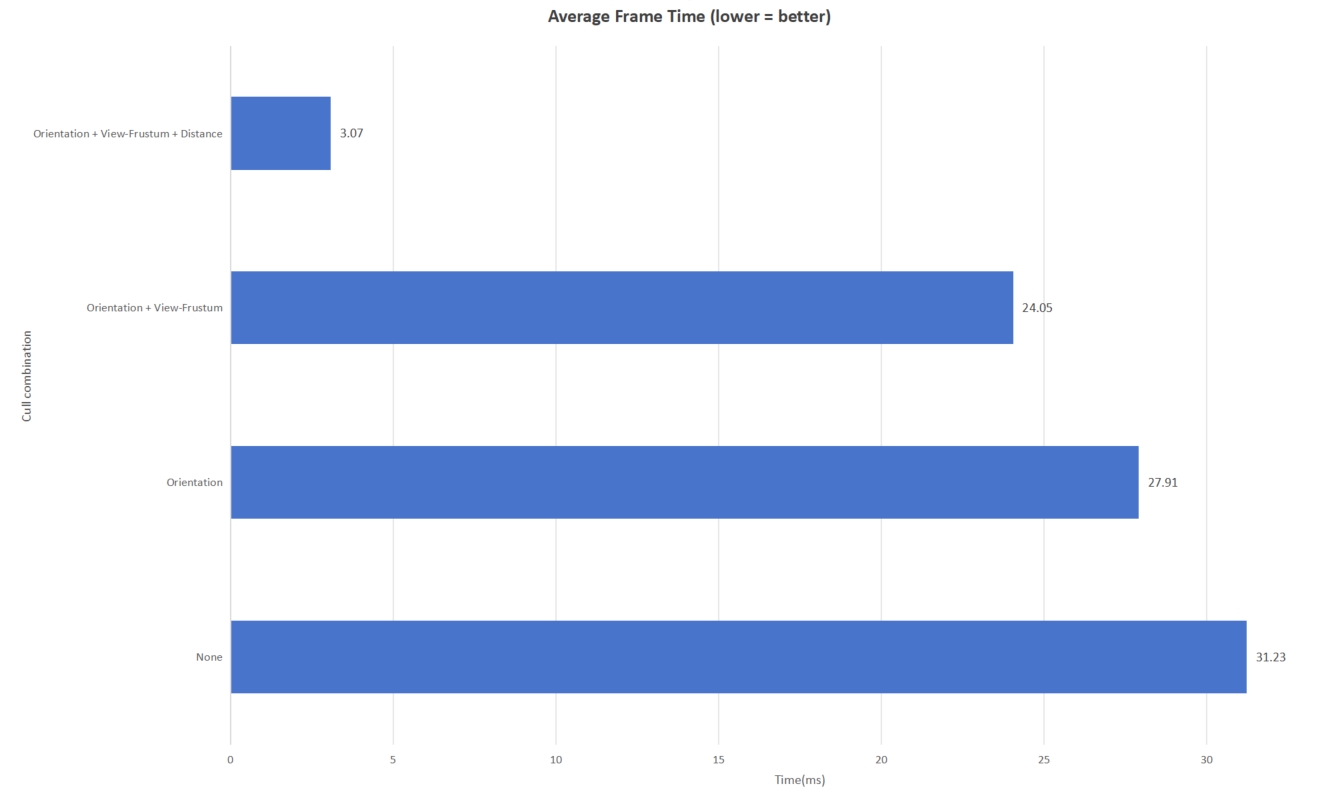 Average Frame Time (lower = better)
Orientation + View-Frustum + Distance
3.07
Orientation + View-Frustum
24.05
Cull combination
Orientation
27.91
None
31.23
0 5 10 15 20 25 30
Time(ms)